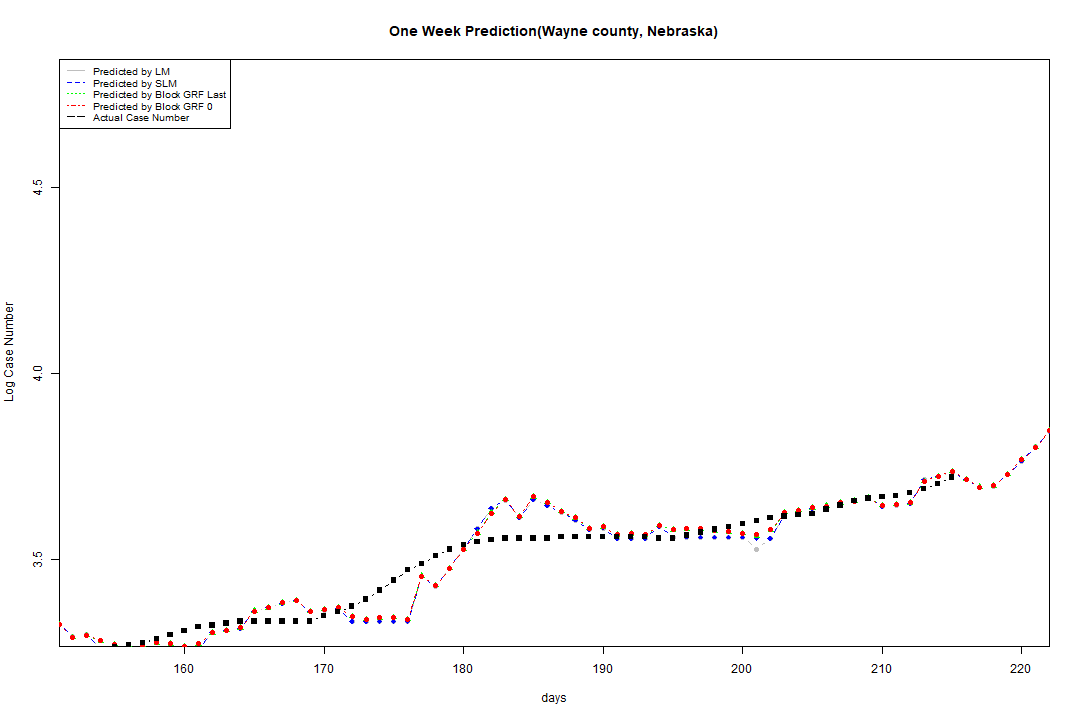 One Week Prediction(Wayne county, Nebraska)
Predicted by LM
Predicted by SLM
Predicted by Block GRF Last
Predicted by Block GRF 0
Actual Case Number
4.5
4.0
3.5
Log Case Number
160 170 180 190 200 210 220
days